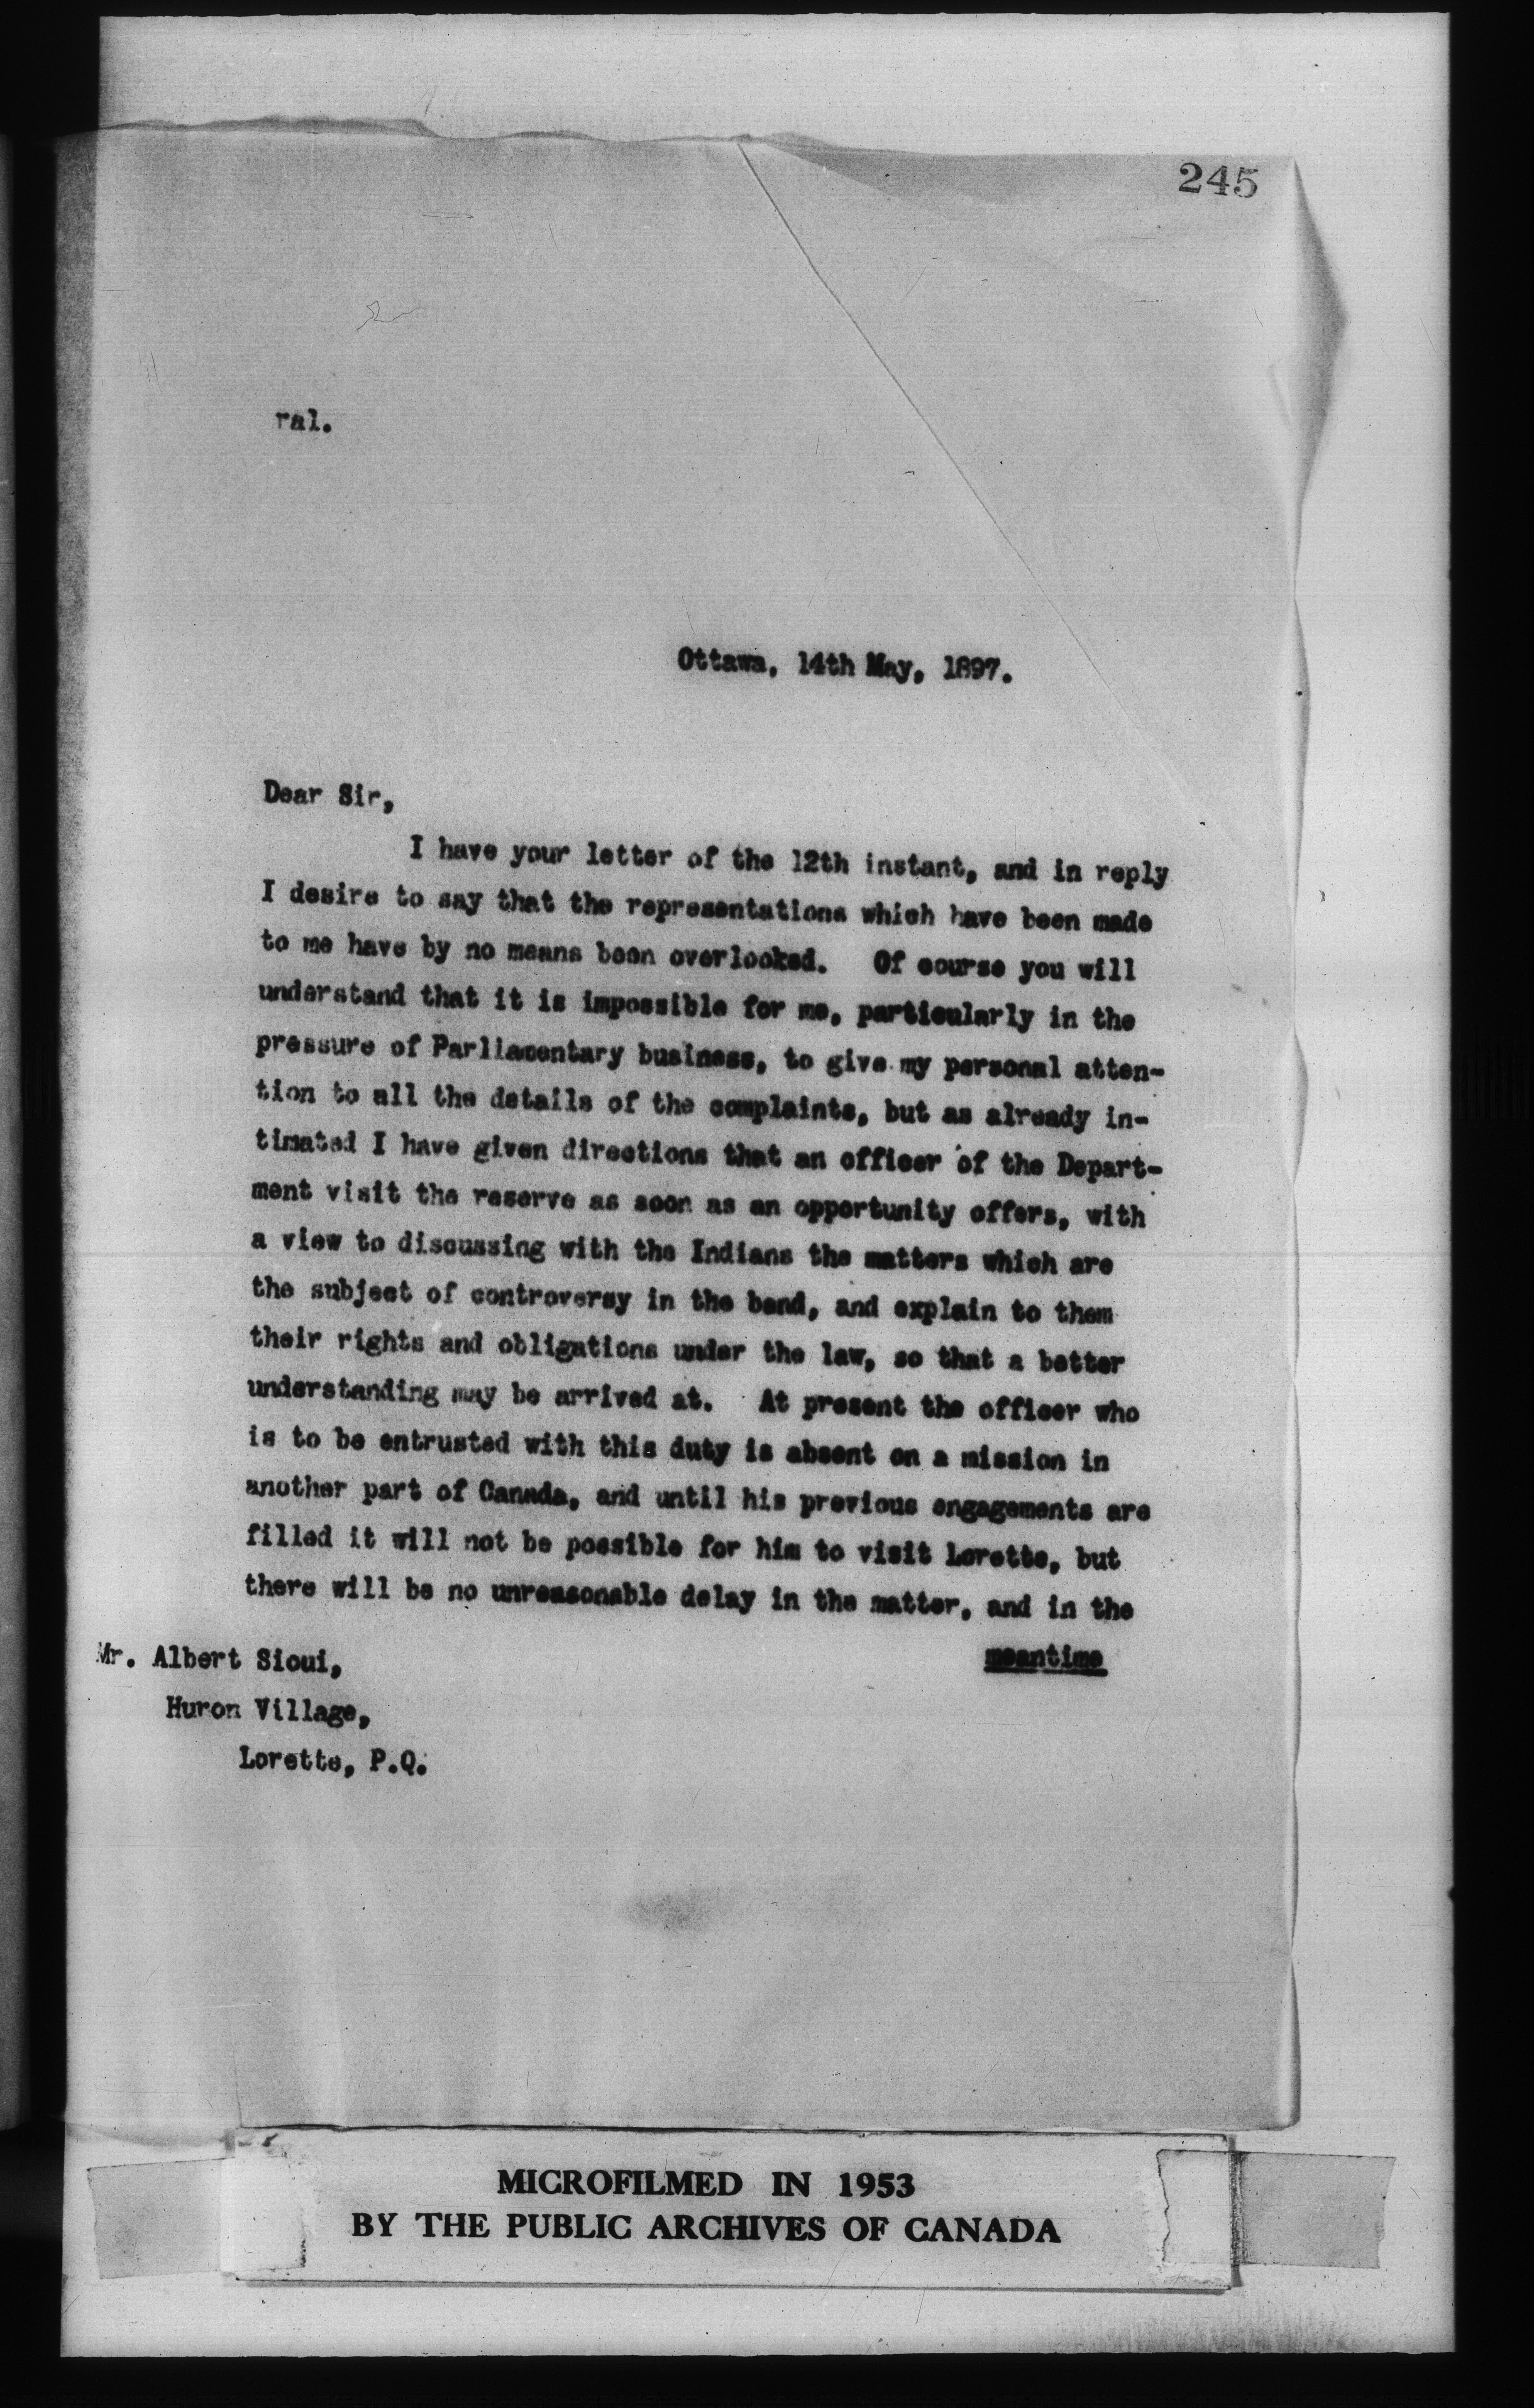 245
ral.
Ottawa, 14th May, 1897.
Dear Sir,
I have your letter of the 12th instant, and in reply
I desire to say that the representations which have been made
to me have by no means been overlooked. Of course you will
understand that it is impossible for me, particularly in the
pressure of Parliamentary business, to give my personal atten-
tion to all the details of the complaints, but as already in-
timated I have given directions that an officer of the Depart-
ment visit the reserve as soon as an opportunity offers, with
a view to discussing with the Indians the matters which are
the subject of controversy in the band, and explain to them
their rights and obligations under the law, so that a better
understanding may be arrived at. At present the officer who
is to be entrusted with this duty is absent on a mission in
another part of Canada, and until his previous engagements are
filled it will not be possible for him to visit Lorette, but
there will be no unreasonable delay in the matter, and in the
meantime
Mr. Albert Sioui,
Huron Village,
Lorette, P.Q.
MICROFILMED IN 1953
BY THE PUBLIC ARCHIVES OF CANADA